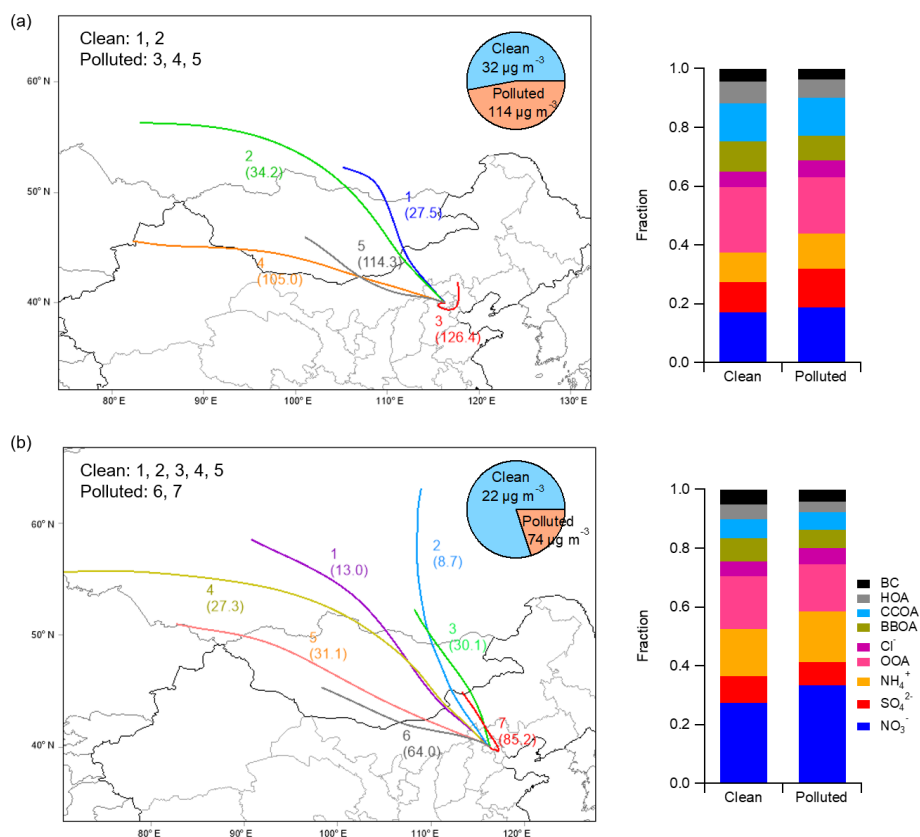 (a)
Clean: 1, 2
Polluted: 3, 4, 5
Clean
32 µg m⁻³
Polluted
114 µg m⁻³
60° N
50° N
40° N
2
(34.2)
1
(27.5)
5
(114.3)
4
(105.0)
3
(126.4)
80° E
90° E
100° E
110° E
120° E
130° E
Fraction
1.0
0.8
0.6
0.4
0.2
0.0
Clean
Polluted
(b)
Clean: 1, 2, 3, 4, 5
Polluted: 6, 7
Clean
22 µg m⁻³
Polluted
74 µg m⁻³
60° N
50° N
40° N
1
(13.0)
2
(8.7)
4
(27.3)
3
(30.1)
5
(31.1)
6
(64.0)
7
(85.2)
80° E
90° E
100° E
110° E
120° E
Fraction
1.0
0.8
0.6
0.4
0.2
0.0
Clean
Polluted
BC
HOA
CCOA
BBOA
Cl⁻
OOA
NH₄⁺
SO₄²⁻
NO₃⁻